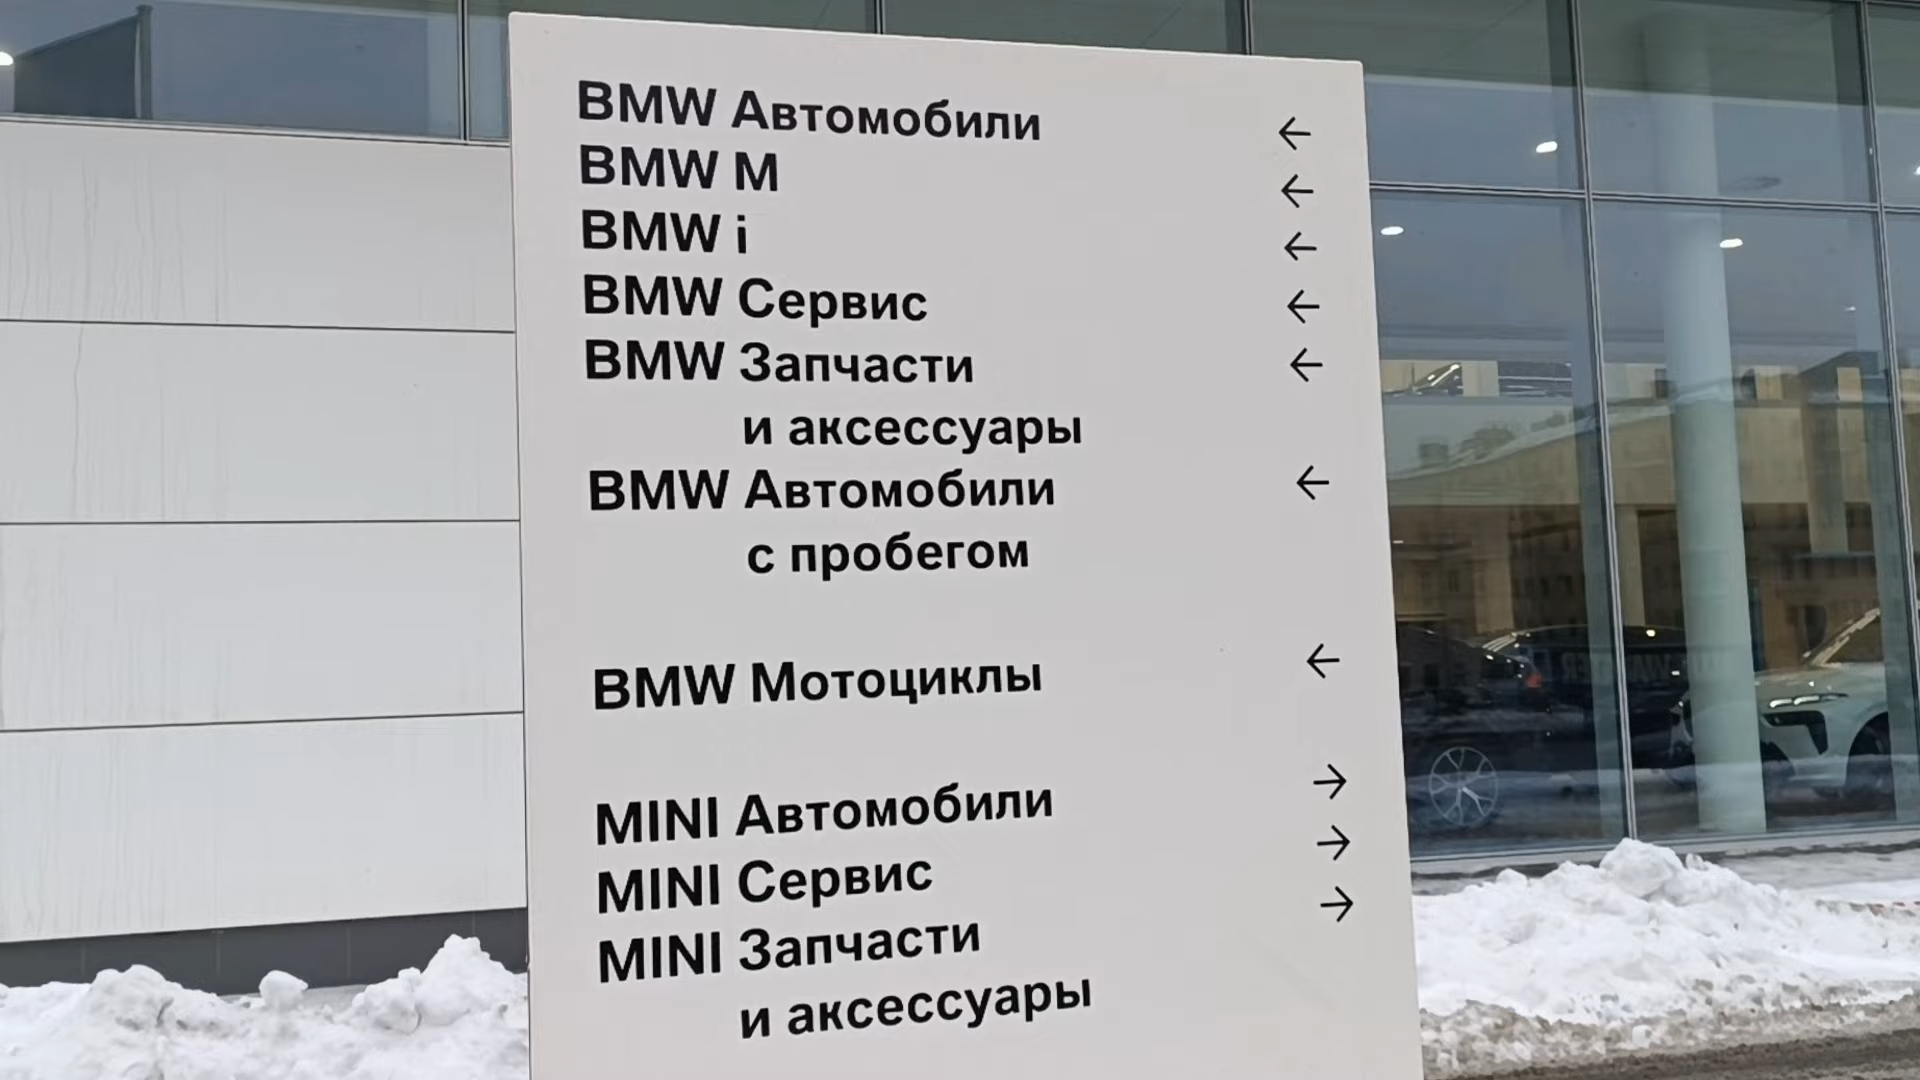 BMW Автомобили ←
BMW M ←
BMW i ←
BMW Сервис ←
BMW Запчасти ←
и аксессуары
BMW Автомобили ←
с пробегом
BMW Мотоциклы ←
MINI Автомобили →
MINI Сервис →
MINI Запчасти →
и аксессуары